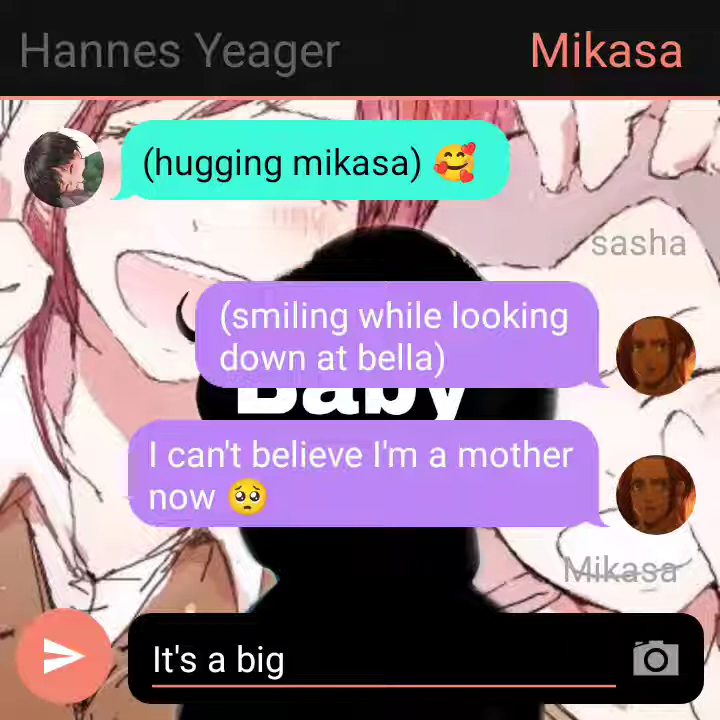 Hannes Yeager
Mikasa
(hugging mikasa) 🥰
sasha
(smiling while looking
down at bella)
Baby
I can't believe I'm a mother
now 🥺
Mikasa
It's a big